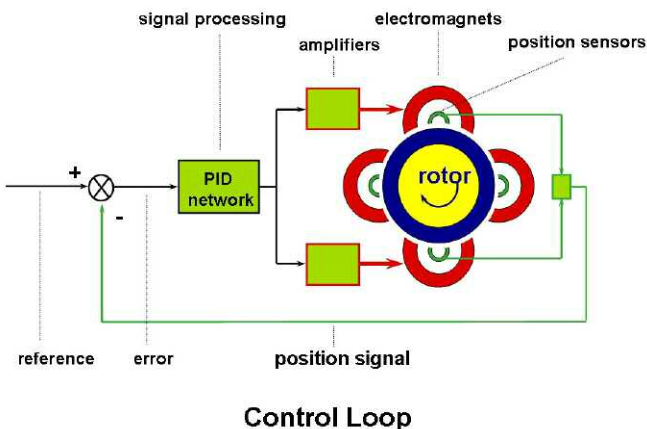 signal processing
electromagnets
amplifiers
position sensors
+
PID
network
rotor
-
reference
error
position signal
Control Loop